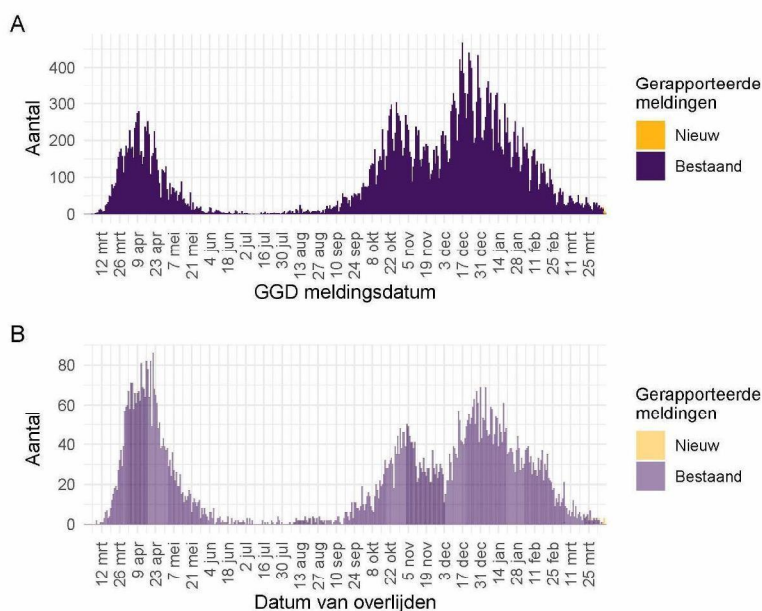 A
Aantal
400
300
200
100
0
12 mrt
26 mrt
9 apr
23 apr
7 mei
21 mei
4 jun
18 jun
2 jul
16 jul
30 jul
13 aug
27 aug
10 sep
24 sep
8 okt
22 okt
5 nov
19 nov
3 dec
17 dec
31 dec
14 jan
28 jan
11 feb
25 feb
11 mrt
25 mrt
GGD meldingsdatum
Gerapporteerde
meldingen
Nieuw
Bestaand
B
Aantal
80
60
40
20
0
12 mrt
26 mrt
9 apr
23 apr
7 mei
21 mei
4 jun
18 jun
2 jul
16 jul
30 jul
13 aug
27 aug
10 sep
24 sep
8 okt
22 okt
5 nov
19 nov
3 dec
17 dec
31 dec
14 jan
28 jan
11 feb
25 feb
11 mrt
25 mrt
Datum van overlijden
Gerapporteerde
meldingen
Nieuw
Bestaand